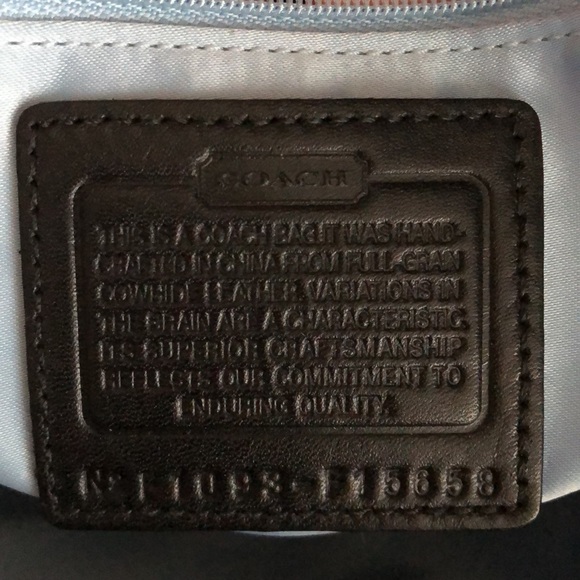 COACH
THIS IS A COACH BAG. IT WAS HAND-
CRAFTED IN CHINA FROM FULL-GRAIN
COWHIDE LEATHER. VARIATIONS IN
THE GRAIN ARE A CHARACTERISTIC.
ITS SUPERIOR CRAFTSMANSHIP
REFLECTS OUR COMMITMENT TO
ENDURING QUALITY.
Nº L1093-F15658